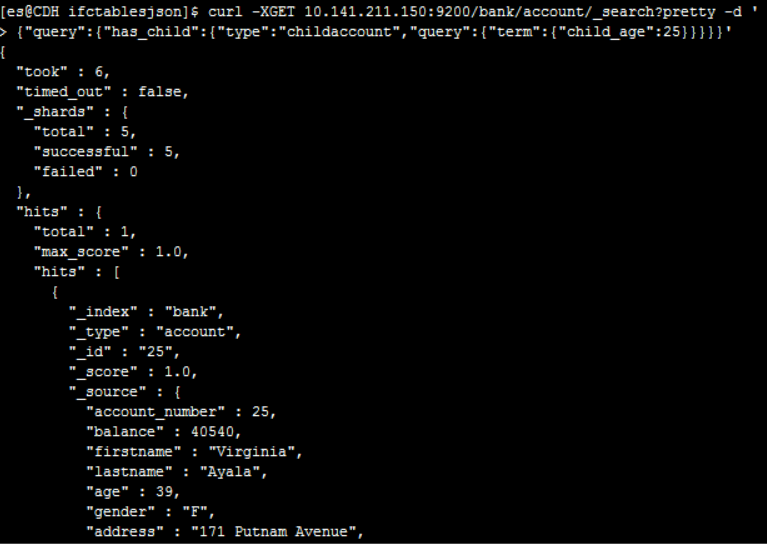 [es@CDH ifctablesjson]$ curl -XGET 10.141.211.150:9200/bank/account/_search?pretty -d '
> {"query":{"has_child":{"type":"childaccount","query":{"term":{"child_age":25}}}}}'
{
  "took" : 6,
  "timed_out" : false,
  "_shards" : {
    "total" : 5,
    "successful" : 5,
    "failed" : 0
  },
  "hits" : {
    "total" : 1,
    "max_score" : 1.0,
    "hits" : [
      {
        "_index" : "bank",
        "_type" : "account",
        "_id" : "25",
        "_score" : 1.0,
        "_source" : {
          "account_number" : 25,
          "balance" : 40540,
          "firstname" : "Virginia",
          "lastname" : "Ayala",
          "age" : 39,
          "gender" : "F",
          "address" : "171 Putnam Avenue",